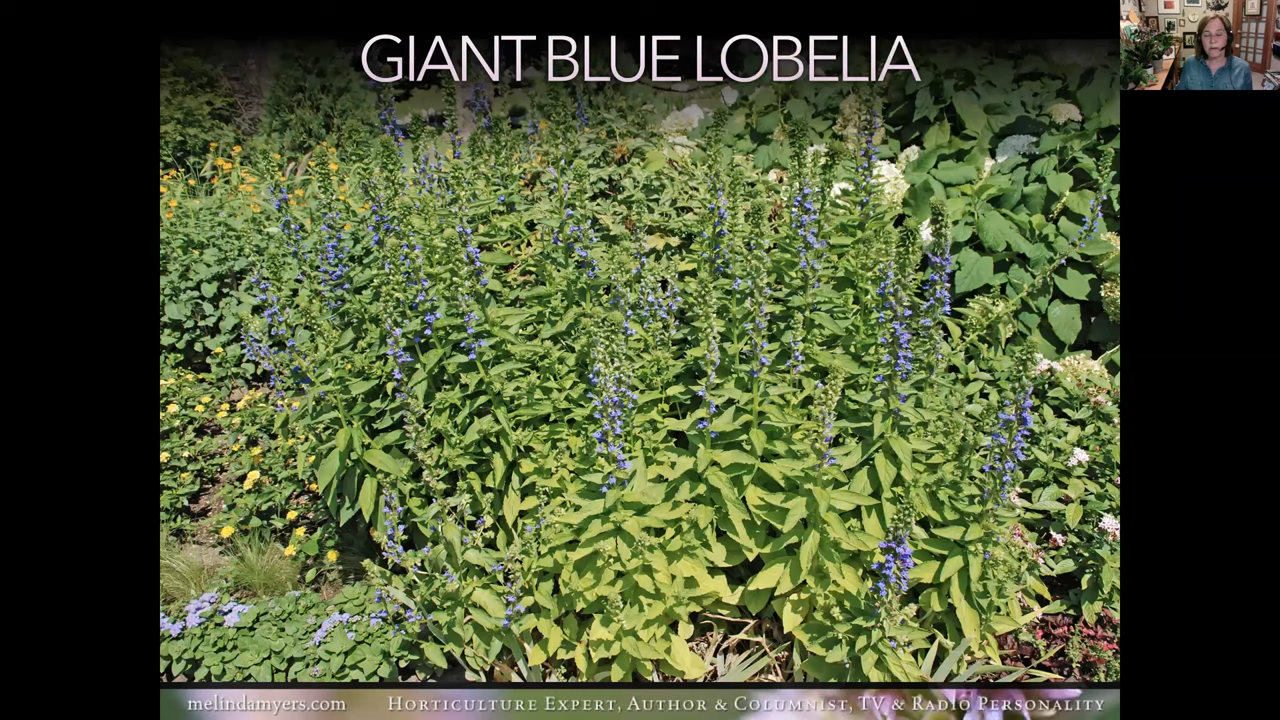 GIANT BLUE LOBELIA
melindamyers.com HORTICULTURE EXPERT, AUTHOR & COLUMNIST, TV & RADIO PERSONALITY